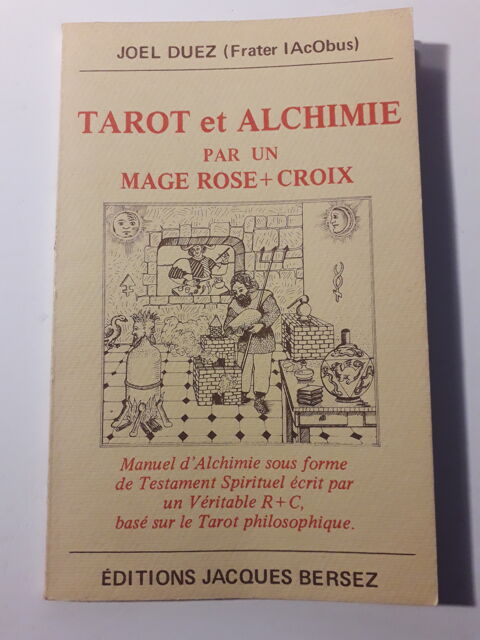 JOEL DUEZ (Frater IAcObus)
TAROT et ALCHIMIE
PAR UN
MAGE ROSE+CROIX
Manuel d'Alchimie sous forme
de Testament Spirituel écrit par
un Véritable R+C,
basé sur le Tarot philosophique.
ÉDITIONS JACQUES BERSEZ